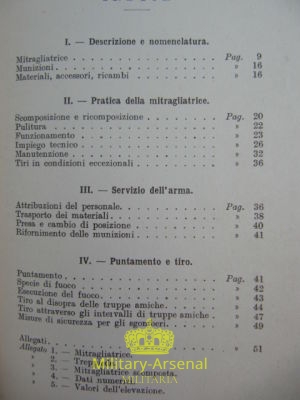 I. — Descrizione e nomenclatura.
Mitragliatrice . . . . . . . . Pag. 9
Munizioni . . . . . . . . » 16
Materiali, accessori, ricambi . . . . » 16
II. — Pratica della mitragliatrice.
Scomposizione e ricomposizione . . . . Pag. 20
Pulitura . . . . . . . . » 22
Funzionamento . . . . . . . » 23
Impiego tecnico . . . . . . . » 26
Manutenzione . . . . . . . » 32
Tiri in condizioni eccezionali . . . . » 36
III. — Servizio dell'arma.
Attribuzioni del personale. . . . . Pag. 36
Trasporto dei materiali . . . . . » 38
Presa e cambio di posizione . . . . » 40
Rifornimento delle munizioni . . . . » 41
IV. — Puntamento e tiro.
Puntamento . . . . . . . Pag. 41
Specie di fuoco . . . . . . » 42
Esecuzione del fuoco . . . . . » 43
Tiro al disopra delle truppe amiche. . . » 44
Tiro attraverso gli intervalli di truppe amiche . » 47
Misure di sicurezza per gli sgomberi . . » 49
Allegati . . . . . . . . » 51
Allegato 1. — Mitragliatrice.
» 2. —
» 3. — Mitragliatrice scomposta.
» 4. — Dati numerici
» 5. — Valori dell'elevazione.
Military-Arsenal
MILITARIA